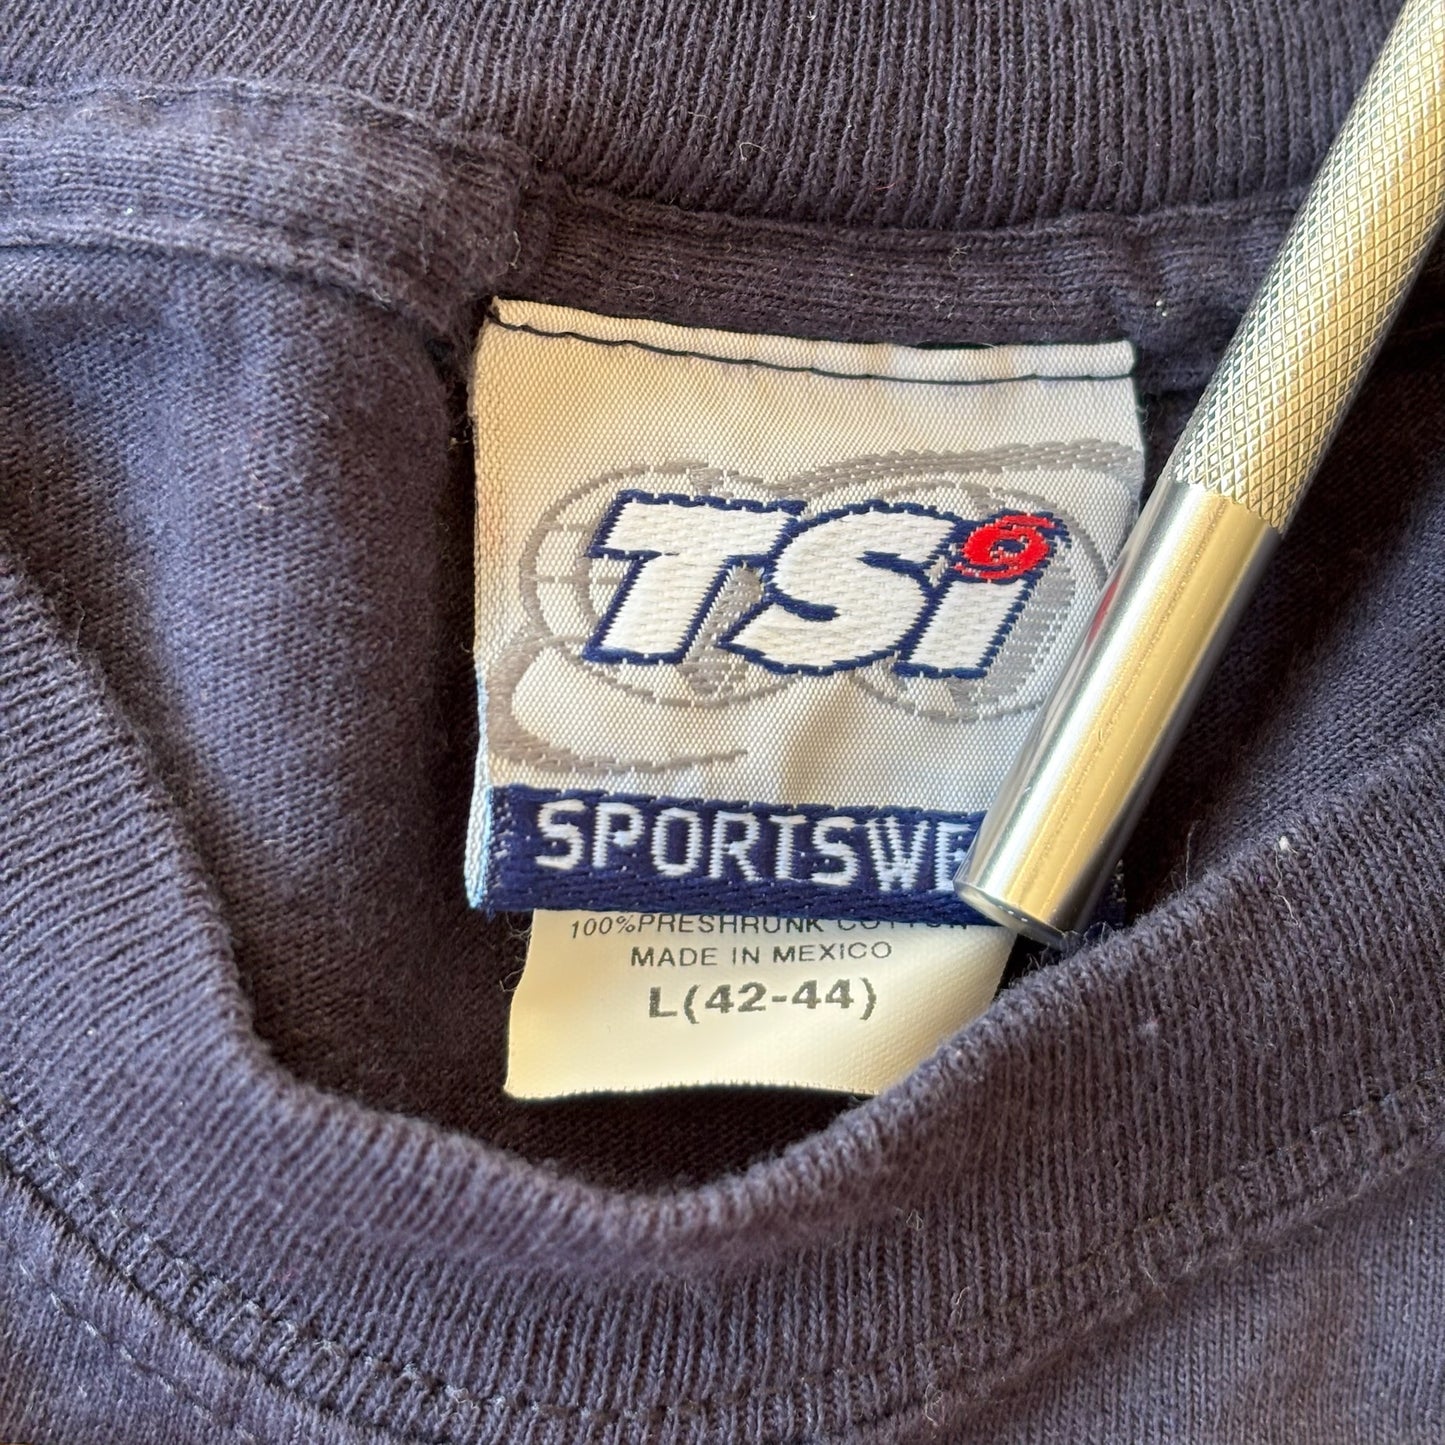 TSi
SPORTSWE
100%PRESHRUNK COTTON
MADE IN MEXICO
L(42-44)